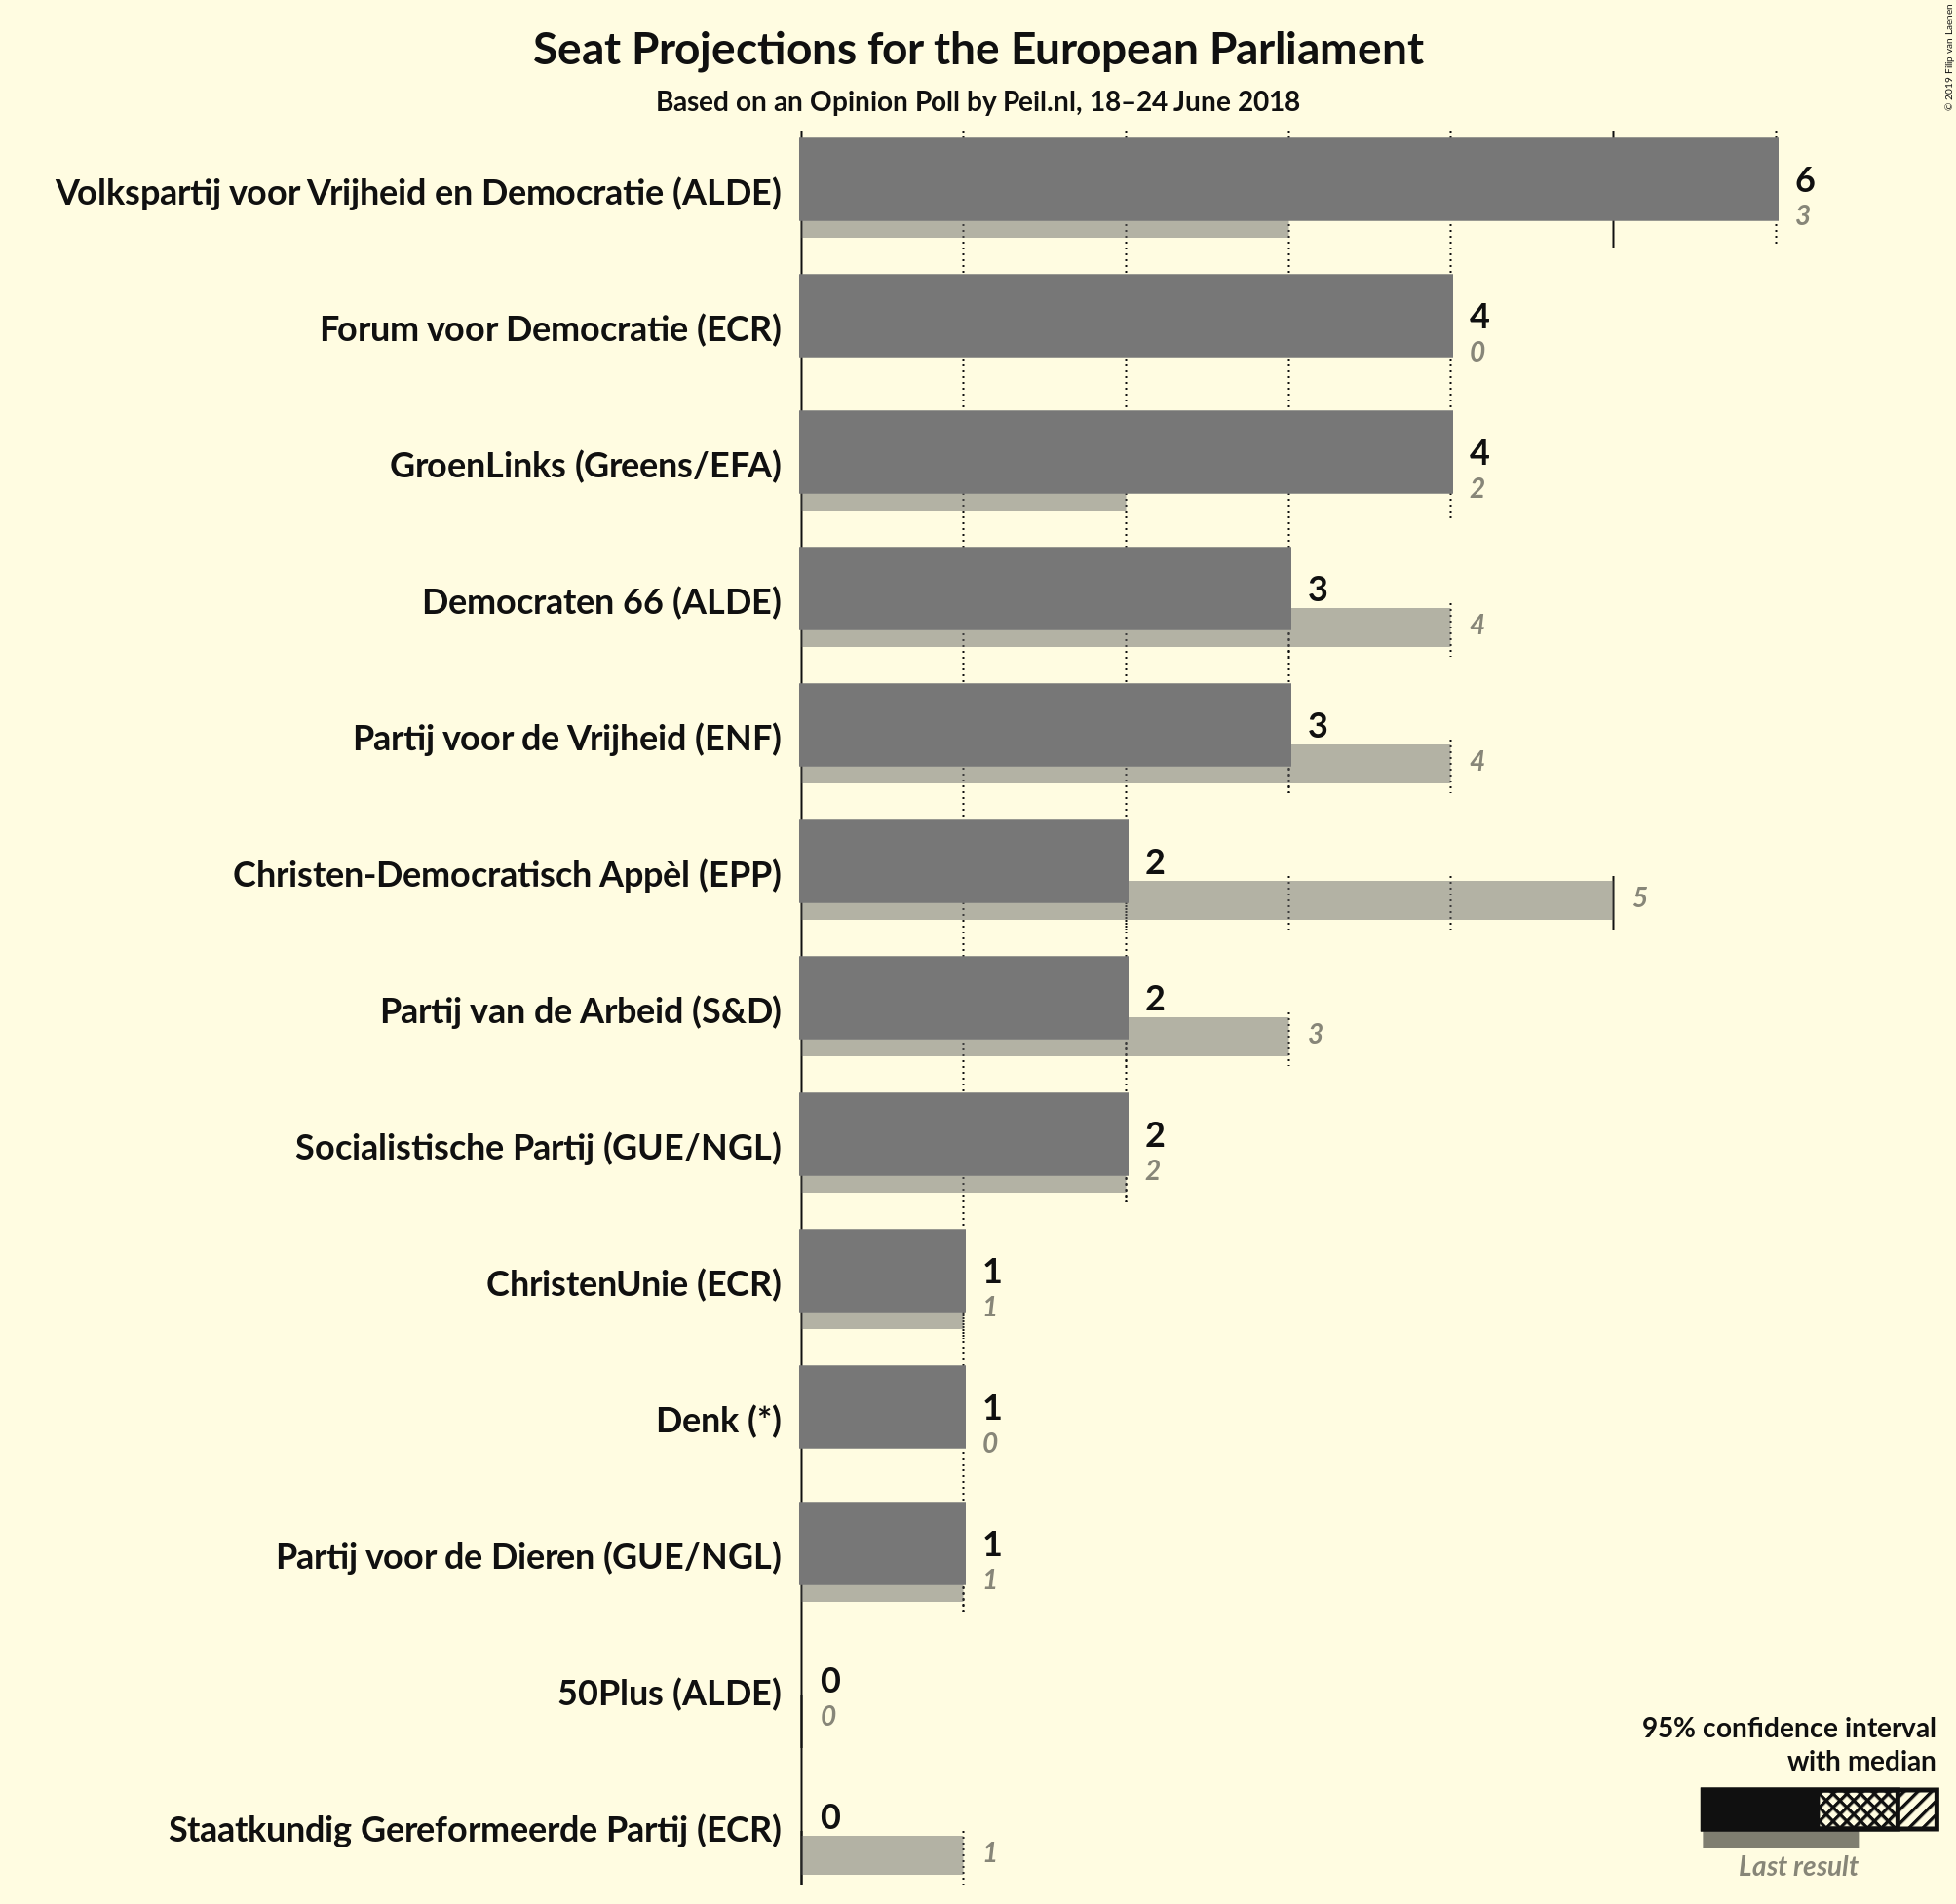 Seat Projections for the European Parliament
Based on an Opinion Poll by Peil.nl, 18–24 June 2018
© 2019 Filip van Laenen
Volkspartij voor Vrijheid en Democratie (ALDE)
6
3
Forum voor Democratie (ECR)
4
0
GroenLinks (Greens/EFA)
4
2
Democraten 66 (ALDE)
3
4
Partij voor de Vrijheid (ENF)
3
4
Christen-Democratisch Appèl (EPP)
2
5
Partij van de Arbeid (S&D)
2
3
Socialistische Partij (GUE/NGL)
2
2
ChristenUnie (ECR)
1
1
Denk (*)
1
0
Partij voor de Dieren (GUE/NGL)
1
1
50Plus (ALDE)
0
0
Staatkundig Gereformeerde Partij (ECR)
0
1
95% confidence interval
with median
Last result